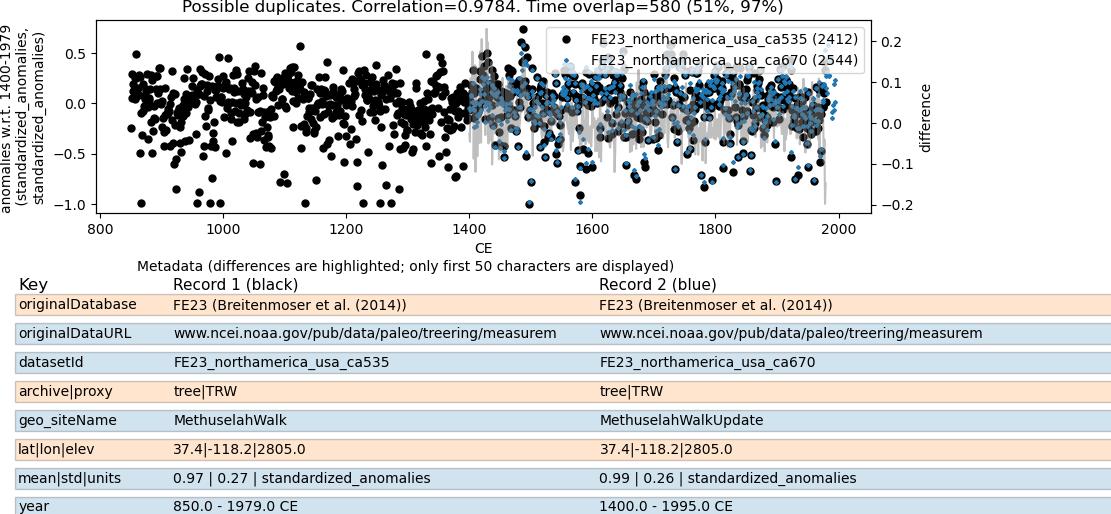 Possible duplicates. Correlation=0.9784. Time overlap=580 (51%, 97%)
anomalies w.r.t. 1400-1979
(standardized_anomalies,
standardized_anomalies)
0.5
0.0
−0.5
−1.0
FE23_northamerica_usa_ca535 (2412)
FE23_northamerica_usa_ca670 (2544)
0.2
0.1
0.0
−0.1
−0.2
difference
800 1000 1200 1400 1600 1800 2000
CE
Metadata (differences are highlighted; only first 50 characters are displayed)
Key Record 1 (black) Record 2 (blue)
originalDatabase FE23 (Breitenmoser et al. (2014)) FE23 (Breitenmoser et al. (2014))
originalDataURL www.ncei.noaa.gov/pub/data/paleo/treering/measurem www.ncei.noaa.gov/pub/data/paleo/treering/measurem
datasetId FE23_northamerica_usa_ca535 FE23_northamerica_usa_ca670
archive|proxy tree|TRW tree|TRW
geo_siteName MethuselahWalk MethuselahWalkUpdate
lat|lon|elev 37.4|-118.2|2805.0 37.4|-118.2|2805.0
mean|std|units 0.97 | 0.27 | standardized_anomalies 0.99 | 0.26 | standardized_anomalies
year 850.0 - 1979.0 CE 1400.0 - 1995.0 CE